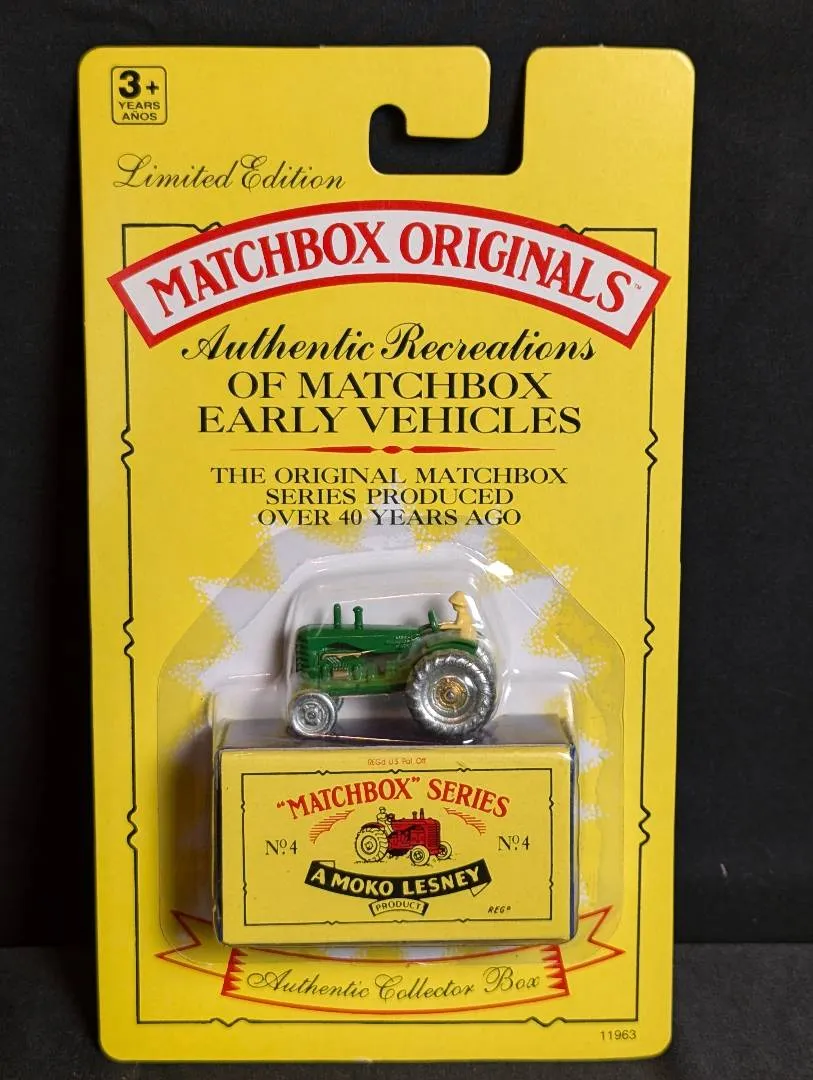 3+
YEARS
AÑOS
Limited Edition
MATCHBOX ORIGINALS™
Authentic Recreations
OF MATCHBOX
EARLY VEHICLES
THE ORIGINAL MATCHBOX
SERIES PRODUCED
OVER 40 YEARS AGO
REGd U.S. Pat. Off.
"MATCHBOX" SERIES
Nº4 Nº4
A MOKO LESNEY
PRODUCT
REGD
Authentic Collector Box
11963